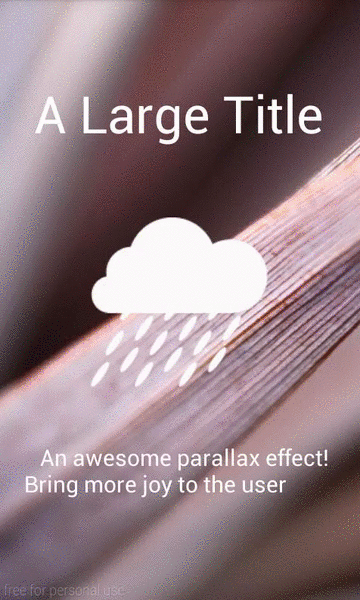 A Large Title
An awesome parallax effect!
Bring more joy to the user
free for personal use